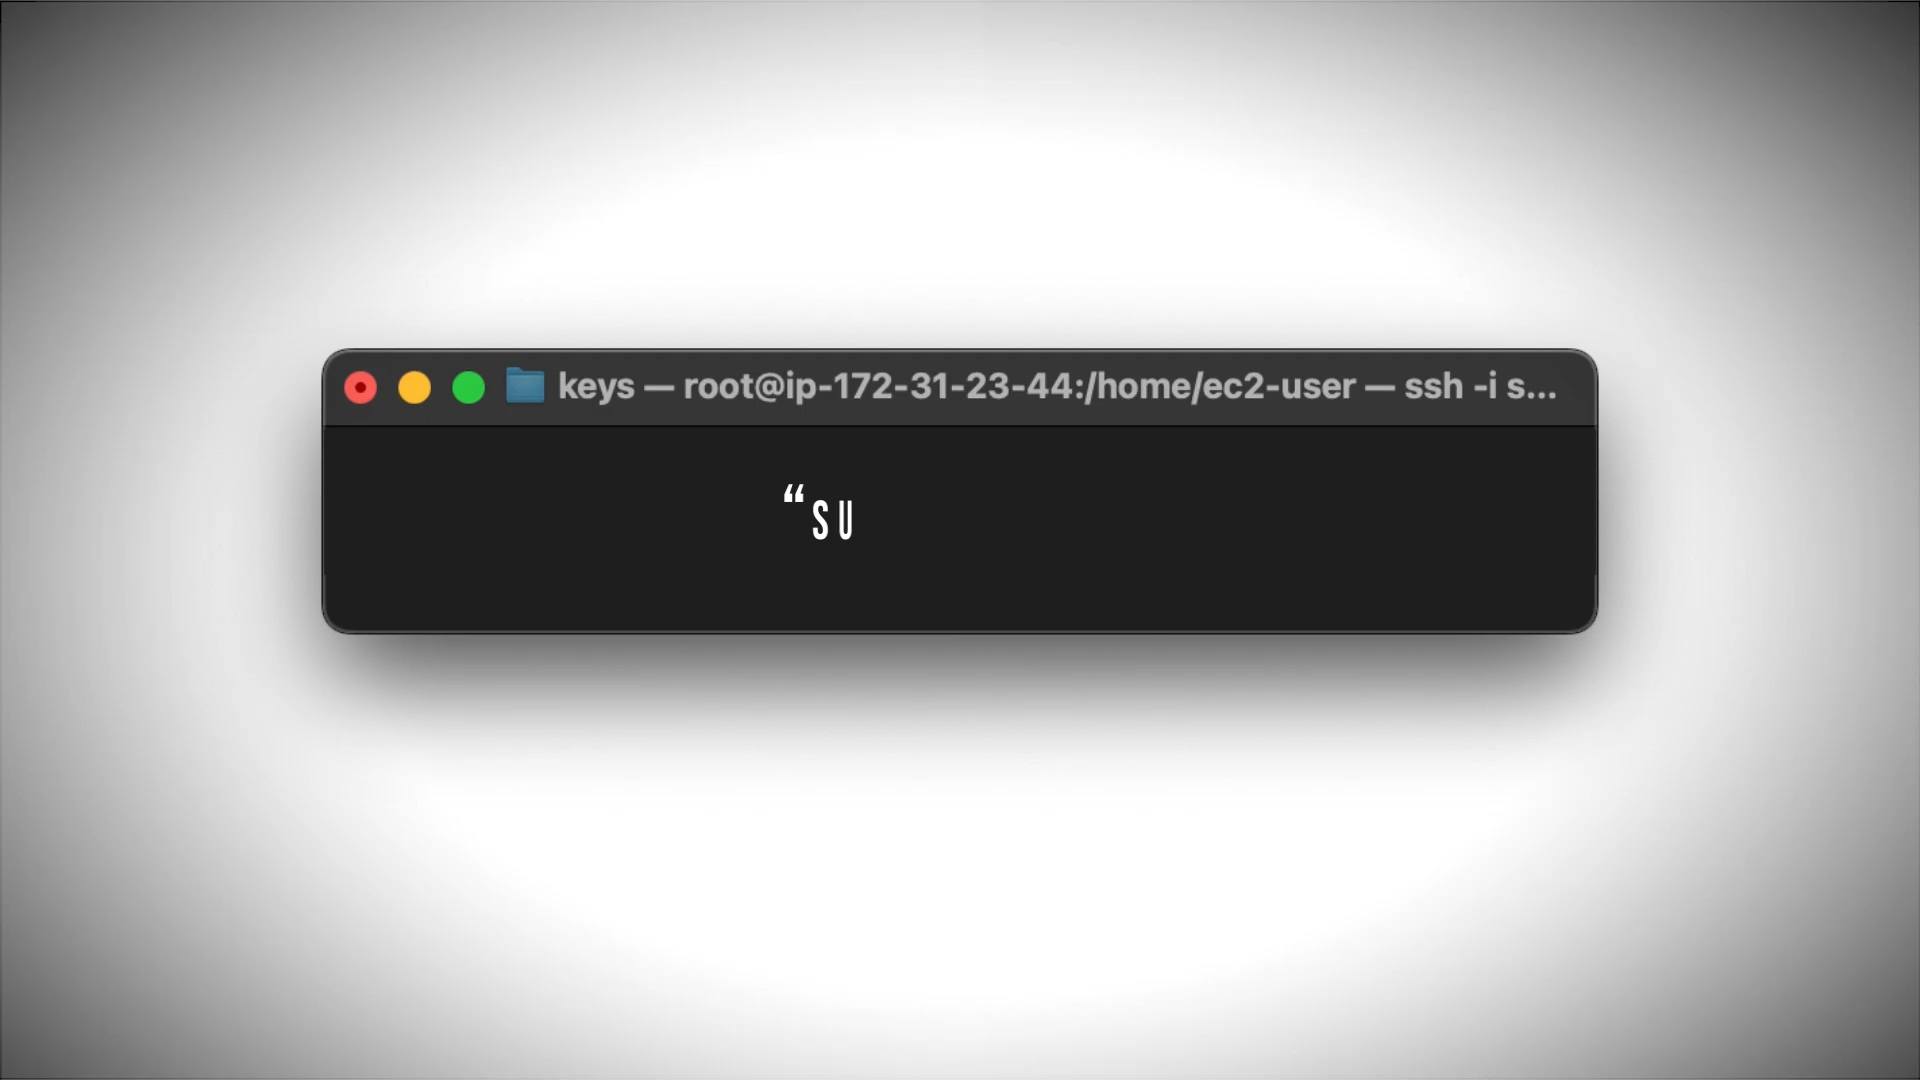 keys — root@ip-172-31-23-44:/home/ec2-user — ssh -i s...
“SU